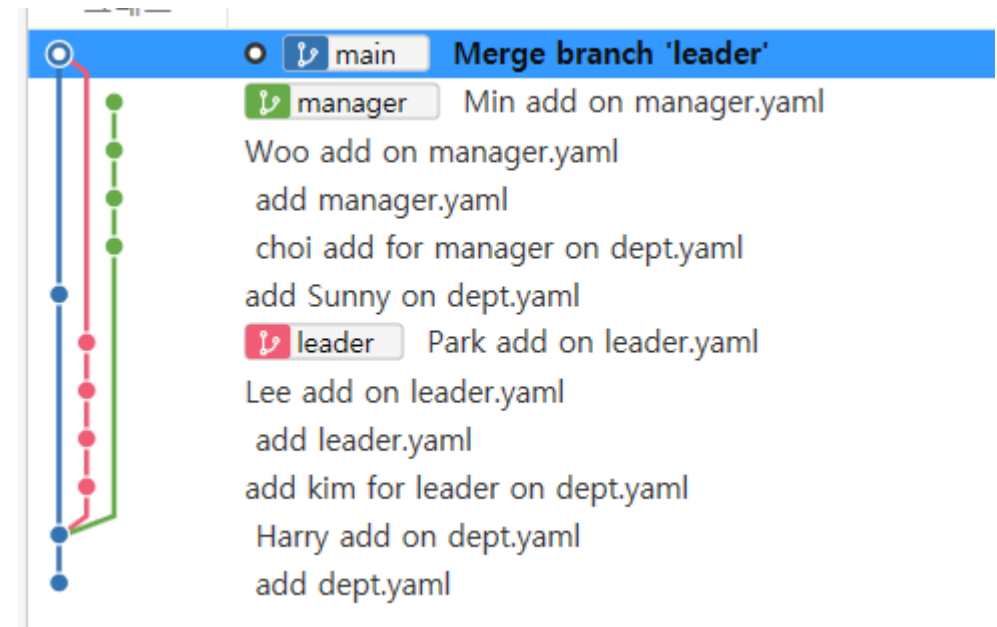 main Merge branch 'leader'
manager Min add on manager.yaml
Woo add on manager.yaml
add manager.yaml
choi add for manager on dept.yaml
add Sunny on dept.yaml
leader Park add on leader.yaml
Lee add on leader.yaml
add leader.yaml
add kim for leader on dept.yaml
Harry add on dept.yaml
add dept.yaml